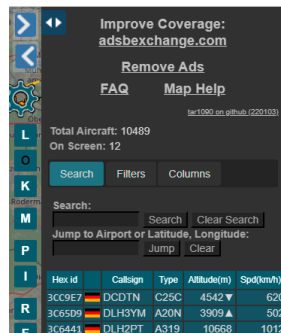 Improve Coverage:
adsbexchange.com
Remove Ads
FAQ Map Help
tar1090 on github (220103)
Total Aircraft: 10489
On Screen: 12
Search Filters Columns
Search:
Search Clear Search
Jump to Airport or Latitude, Longitude:
Jump Clear
Hex id Callsign Type Altitude(m) Spd(km/h)
3CC9E7 DCDTN C25C 4542▼ 620
3C65D9 DLH3YM A20N 3909▲
3C6441 DLH2PT A319 10668
L
O
K
M
P
I
R